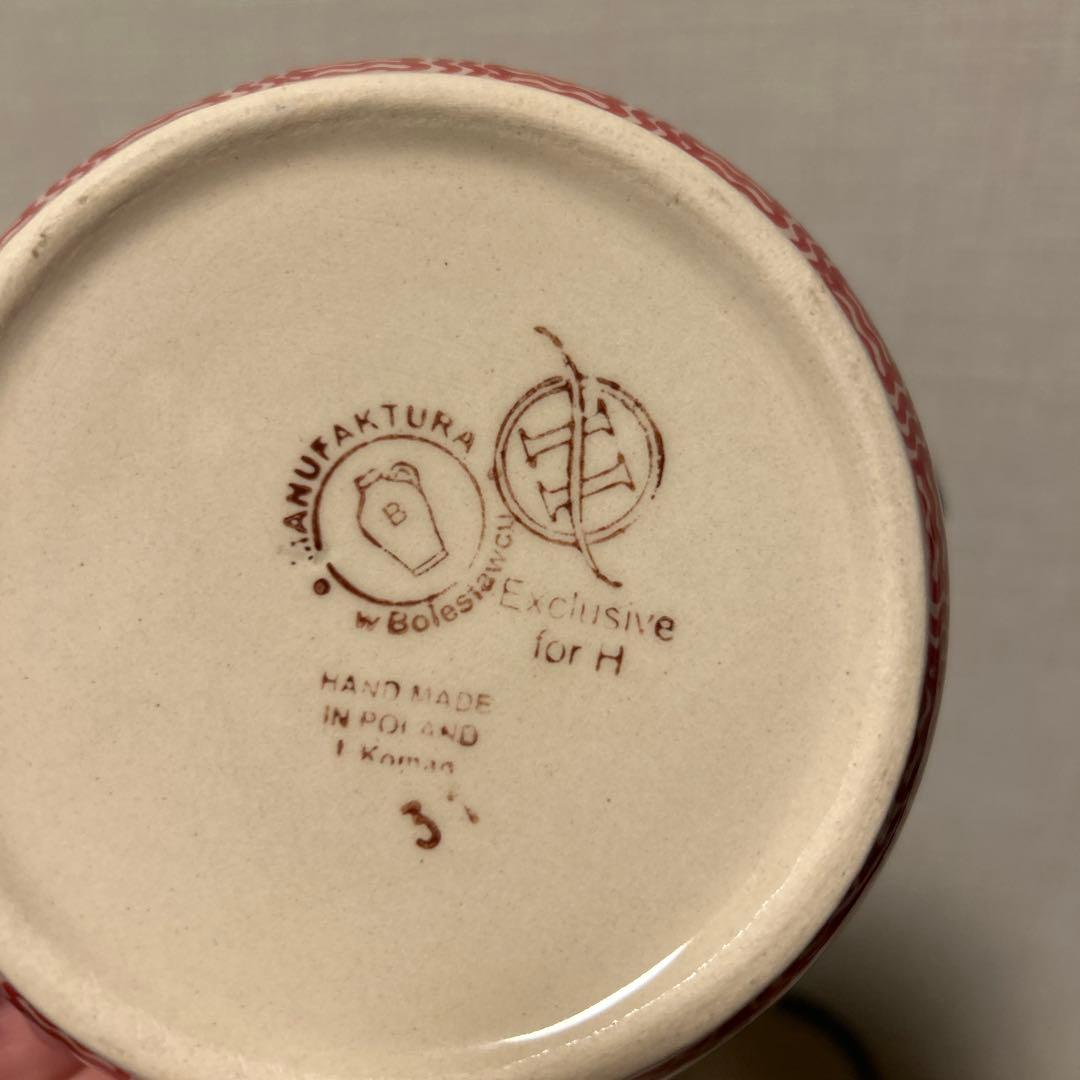 MANUFAKTURA
B
w Bolesławcu
H
Exclusive
for H
HAND MADE
IN POLAND
3